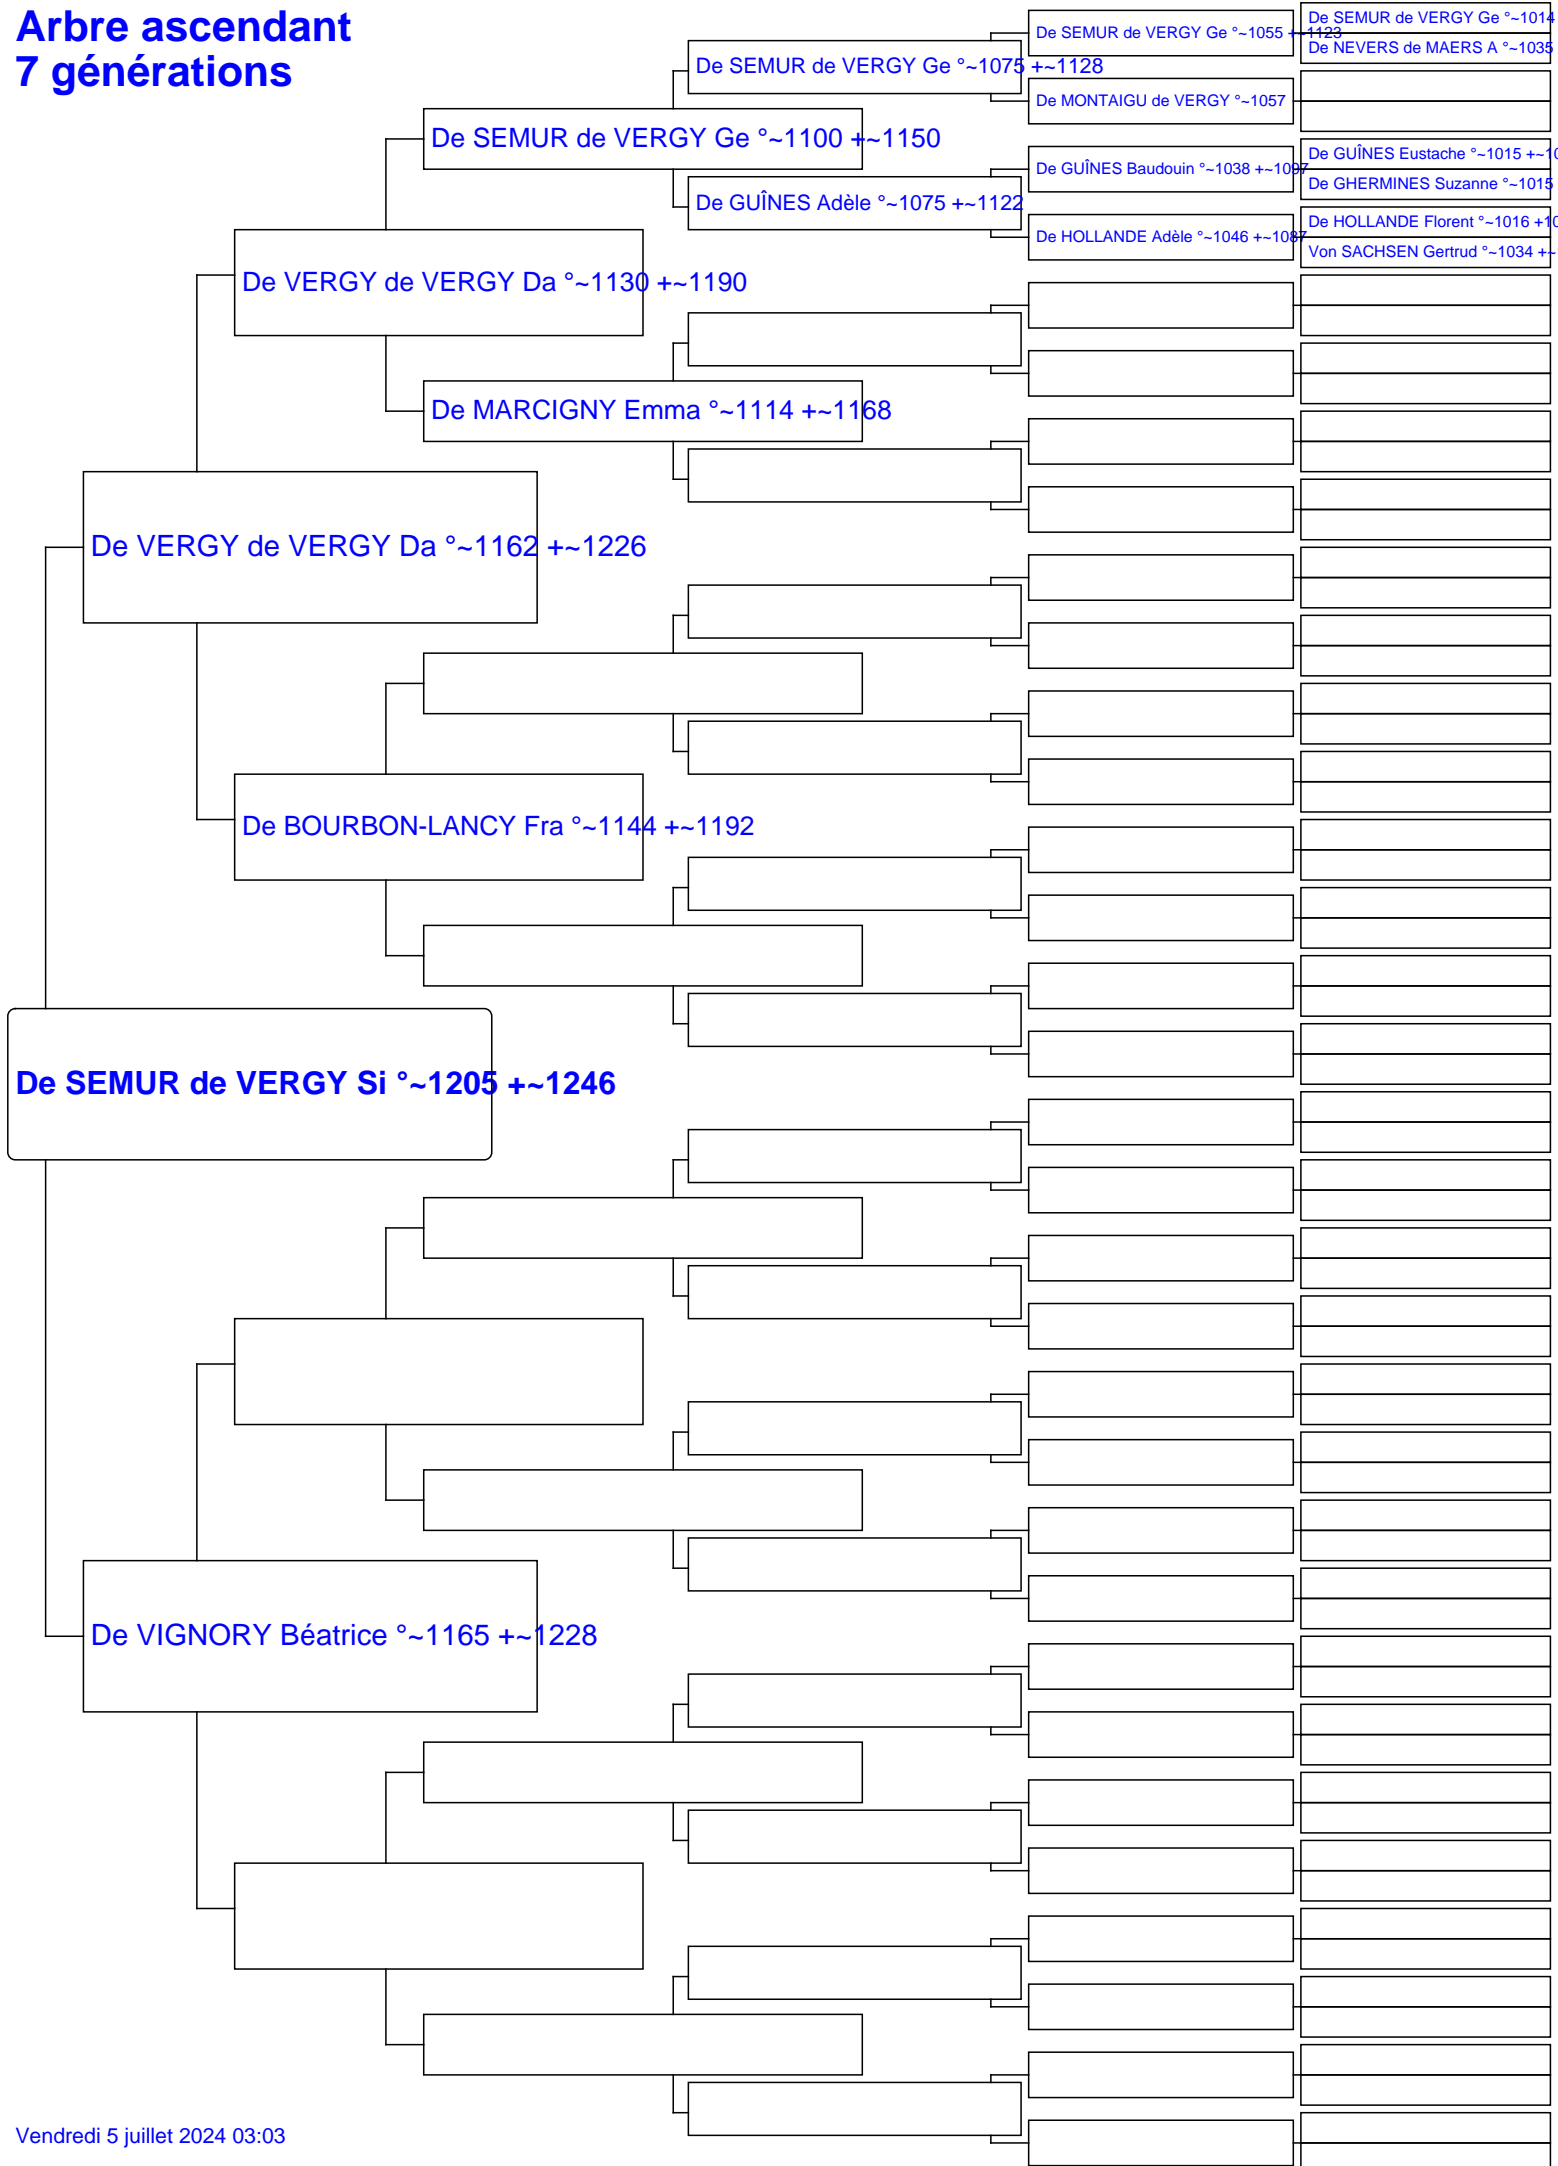 Arbre ascendant
7 générations
De SEMUR de VERGY Ge °~1014
De SEMUR de VERGY Ge °~1055 +~1123
De NEVERS de MAERS A °~1035
De SEMUR de VERGY Ge °~1075 +~1128
De MONTAIGU de VERGY °~1057
De SEMUR de VERGY Ge °~1100 +~1150
De GUÎNES Eustache °~1015 +~10
De GUÎNES Baudouin °~1038 +~1097
De GHERMINES Suzanne °~1015
De GUÎNES Adèle °~1075 +~1122
De HOLLANDE Florent °~1016 +10
De HOLLANDE Adèle °~1046 +~1087
Von SACHSEN Gertrud °~1034 +~
De VERGY de VERGY Da °~1130 +~1190
De MARCIGNY Emma °~1114 +~1168
De VERGY de VERGY Da °~1162 +~1226
De BOURBON-LANCY Fra °~1144 +~1192
De SEMUR de VERGY Si °~1205 +~1246
De VIGNORY Béatrice °~1165 +~1228
Vendredi 5 juillet 2024 03:03